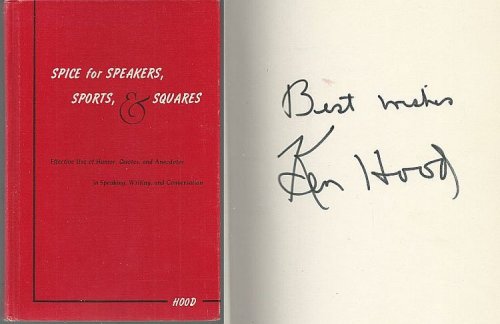 SPICE for SPEAKERS,
SPORTS, & SQUARES
Effective Use of Humor, Quotes, and Anecdotes
in Speaking, Writing, and Conversation
HOOD
Best wishes
Ken Hood